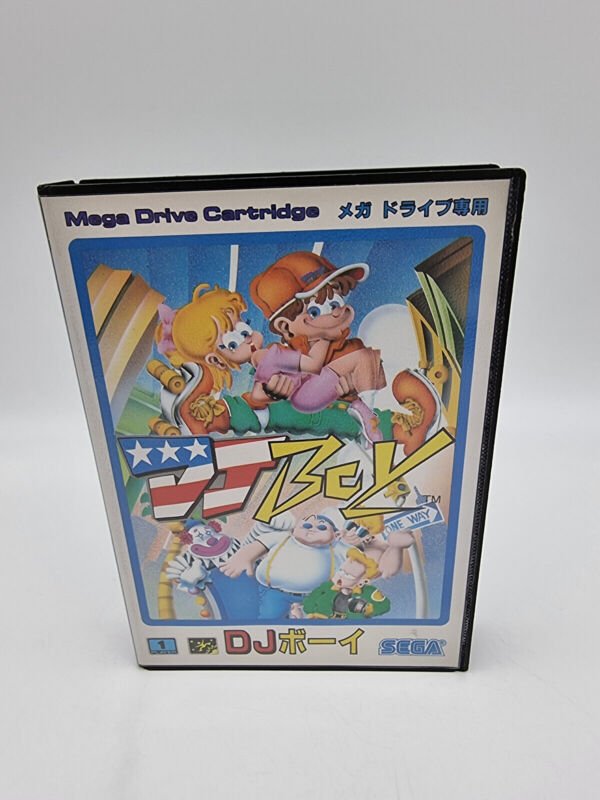 Mega Drive Cartridge メガ ドライブ専用
DJ BOY TM
ONE WAY
1 PLAYER DJボーイ SEGA